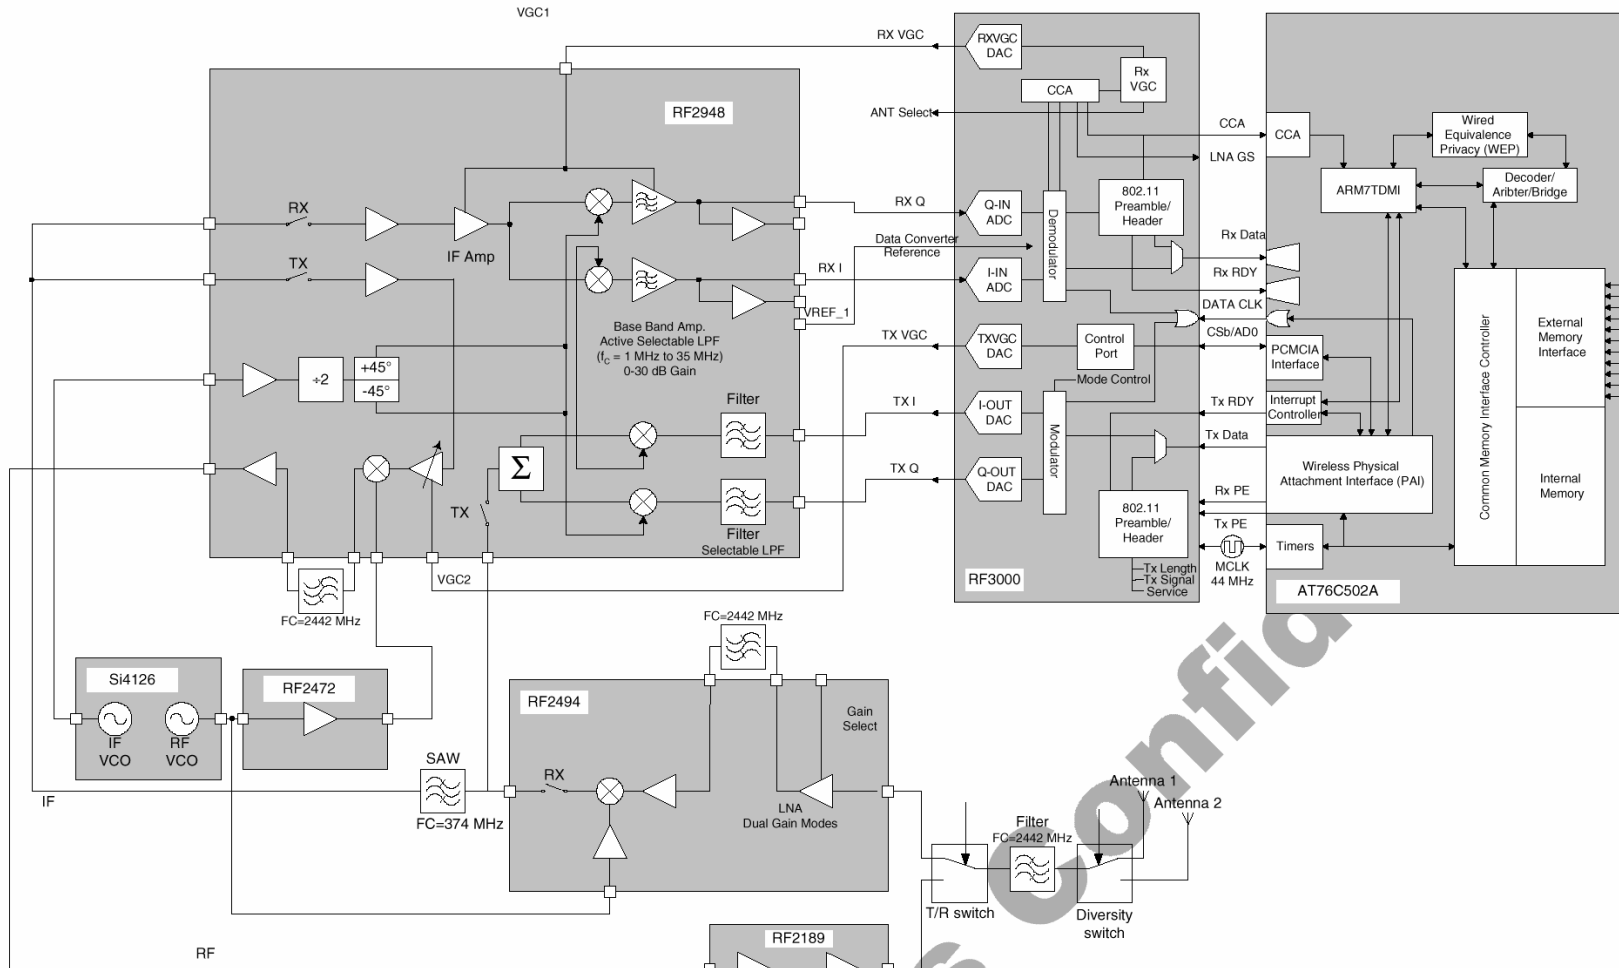 VGC1
RX VGC
RXVGC
DAC
Rx
VGC
CCA
ANT Select
RF2948
CCA
CCA
LNA GS
Wired
Equivalence
Privacy (WEP)
ARM7TDMI
Decoder/
Aribter/Bridge
RX
IF Amp
TX
RX Q
Q-IN
ADC
Data Converter
Reference
RX I
I-IN
ADC
VREF_1
Demodulator
802.11
Preamble/
Header
Rx Data
Rx RDY
DATA CLK
CSb/AD0
Base Band Amp.
Active Selectable LPF
(fC = 1 MHz to 35 MHz)
0-30 dB Gain
÷2
+45°
-45°
TX VGC
TXVGC
DAC
Control
Port
Mode Control
PCMCIA
Interface
Common Memory Interface Controller
External
Memory
Interface
Internal
Memory
Filter
TX I
I-OUT
DAC
Modulator
Tx RDY
Interrupt
Controller
Tx Data
Wireless Physical
Attachment Interface (PAI)
Σ
TX Q
Q-OUT
DAC
Rx PE
TX
Filter
Selectable LPF
802.11
Preamble/
Header
Tx PE
Timers
MCLK
44 MHz
Tx Length
Tx Signal
Service
RF3000
AT76C502A
VGC2
FC=2442 MHz
FC=2442 MHz
Si4126
IF
VCO
RF
VCO
RF2472
RF2494
Gain
Select
SAW
FC=374 MHz
RX
LNA
Dual Gain Modes
IF
Antenna 1
Antenna 2
Filter
FC=2442 MHz
T/R switch
Diversity
switch
RF2189
RF
s Confid